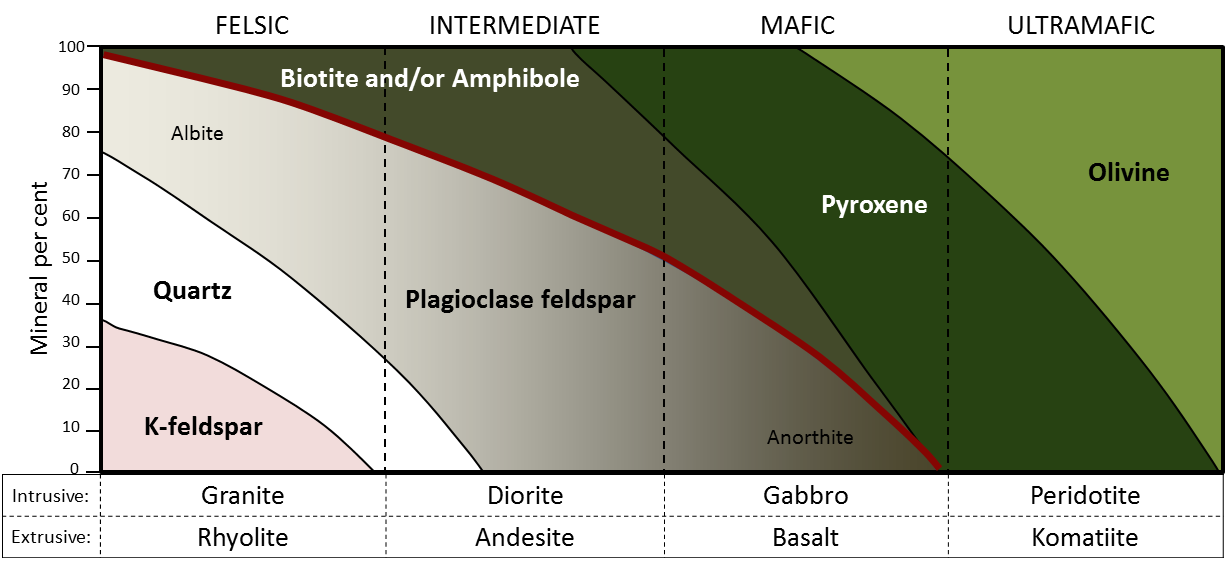 FELSIC INTERMEDIATE MAFIC ULTRAMAFIC
100
90
80
70
60
50
40
30
20
10
0
Mineral per cent
Biotite and/or Amphibole
Albite
Olivine
Pyroxene
Quartz
Plagioclase feldspar
K-feldspar
Anorthite
Intrusive: Granite Diorite Gabbro Peridotite
Extrusive: Rhyolite Andesite Basalt Komatiite